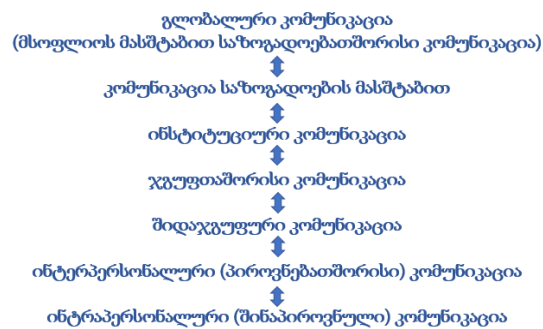 გლობალური კომუნიკაცია
(მსოფლიოს მასშტაბით საზოგადოებათშორისი კომუნიკაცია)
კომუნიკაცია საზოგადოების მასშტაბით
ინსტიტუციური კომუნიკაცია
ჯგუფთაშორისი კომუნიკაცია
შიდაჯგუფური კომუნიკაცია
ინტერპერსონალური (პიროვნებათშორისი) კომუნიკაცია
ინტრაპერსონალური (შინაპიროვნული) კომუნიკაცია